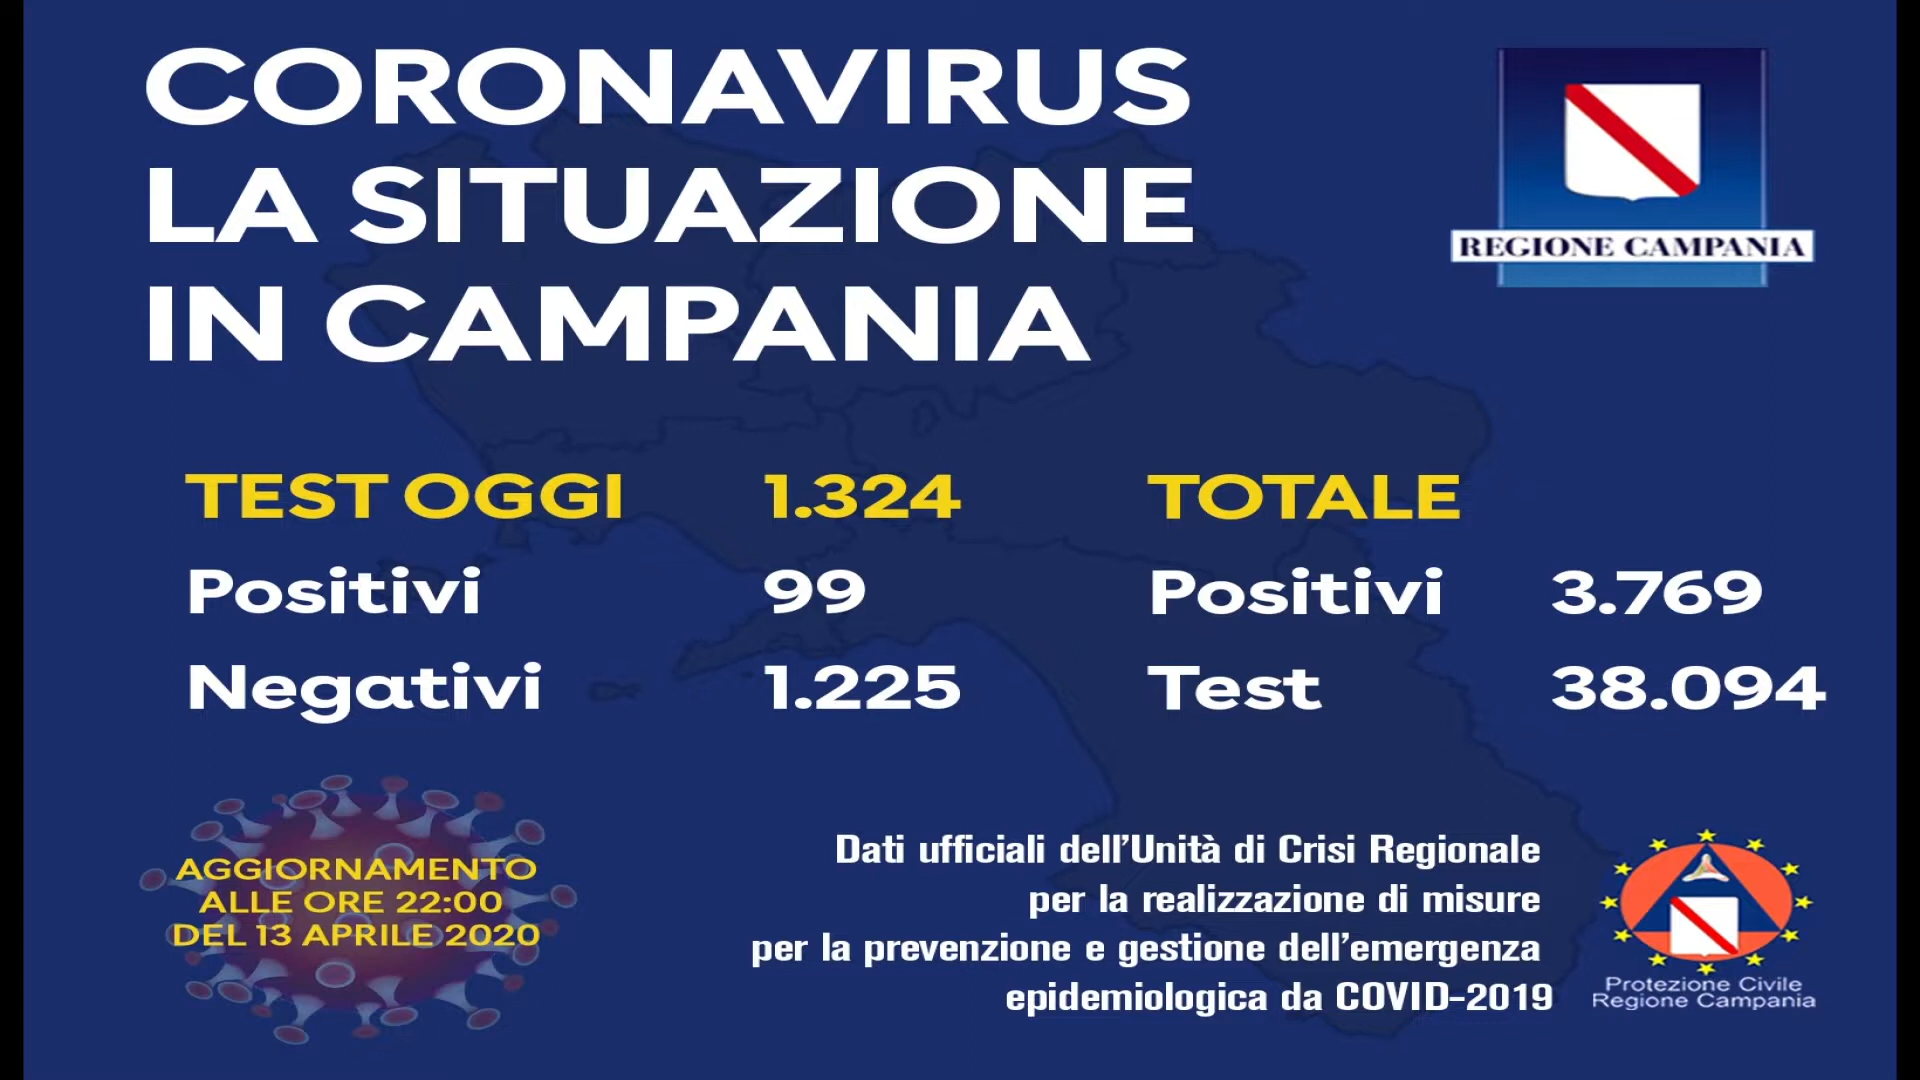 CORONAVIRUS
LA SITUAZIONE
IN CAMPANIA
REGIONE CAMPANIA
TEST OGGI 1.324
Positivi 99
Negativi 1.225
TOTALE
Positivi 3.769
Test 38.094
AGGIORNAMENTO
ALLE ORE 22:00
DEL 13 APRILE 2020
Dati ufficiali dell'Unità di Crisi Regionale
per la realizzazione di misure
per la prevenzione e gestione dell'emergenza
epidemiologica da COVID-2019
Protezione Civile
Regione Campania